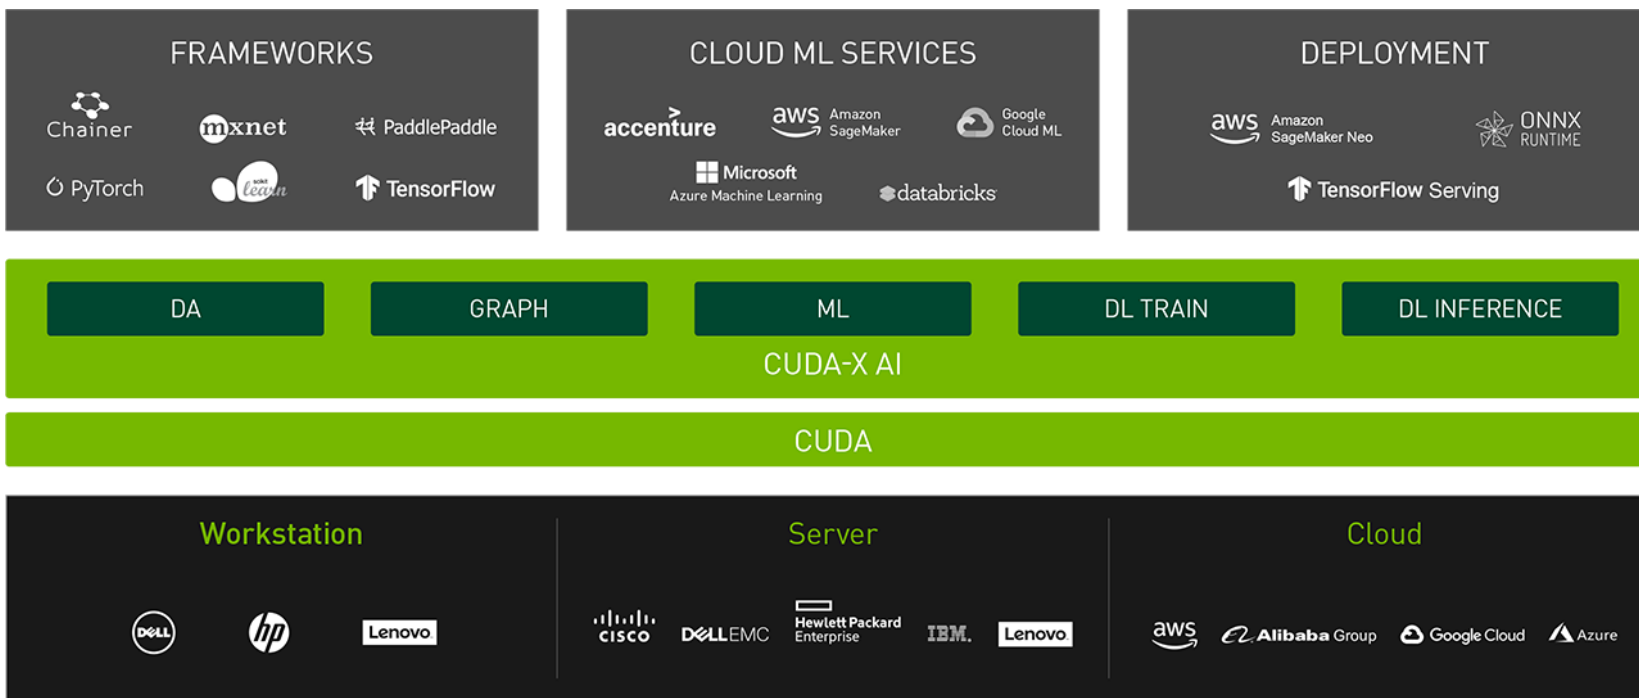 FRAMEWORKS
Chainer
mxnet
PaddlePaddle
PyTorch
scikit
learn
TensorFlow
CLOUD ML SERVICES
accenture
aws Amazon
SageMaker
Google
Cloud ML
Microsoft
Azure Machine Learning
databricks
DEPLOYMENT
aws Amazon
SageMaker Neo
ONNX
RUNTIME
TensorFlow Serving
DA
GRAPH
ML
DL TRAIN
DL INFERENCE
CUDA-X AI
CUDA
Workstation
DELL
hp
Lenovo
Server
CISCO
DELLEMC
Hewlett Packard
Enterprise
IBM.
Lenovo
Cloud
aws
Alibaba Group
Google Cloud
Azure